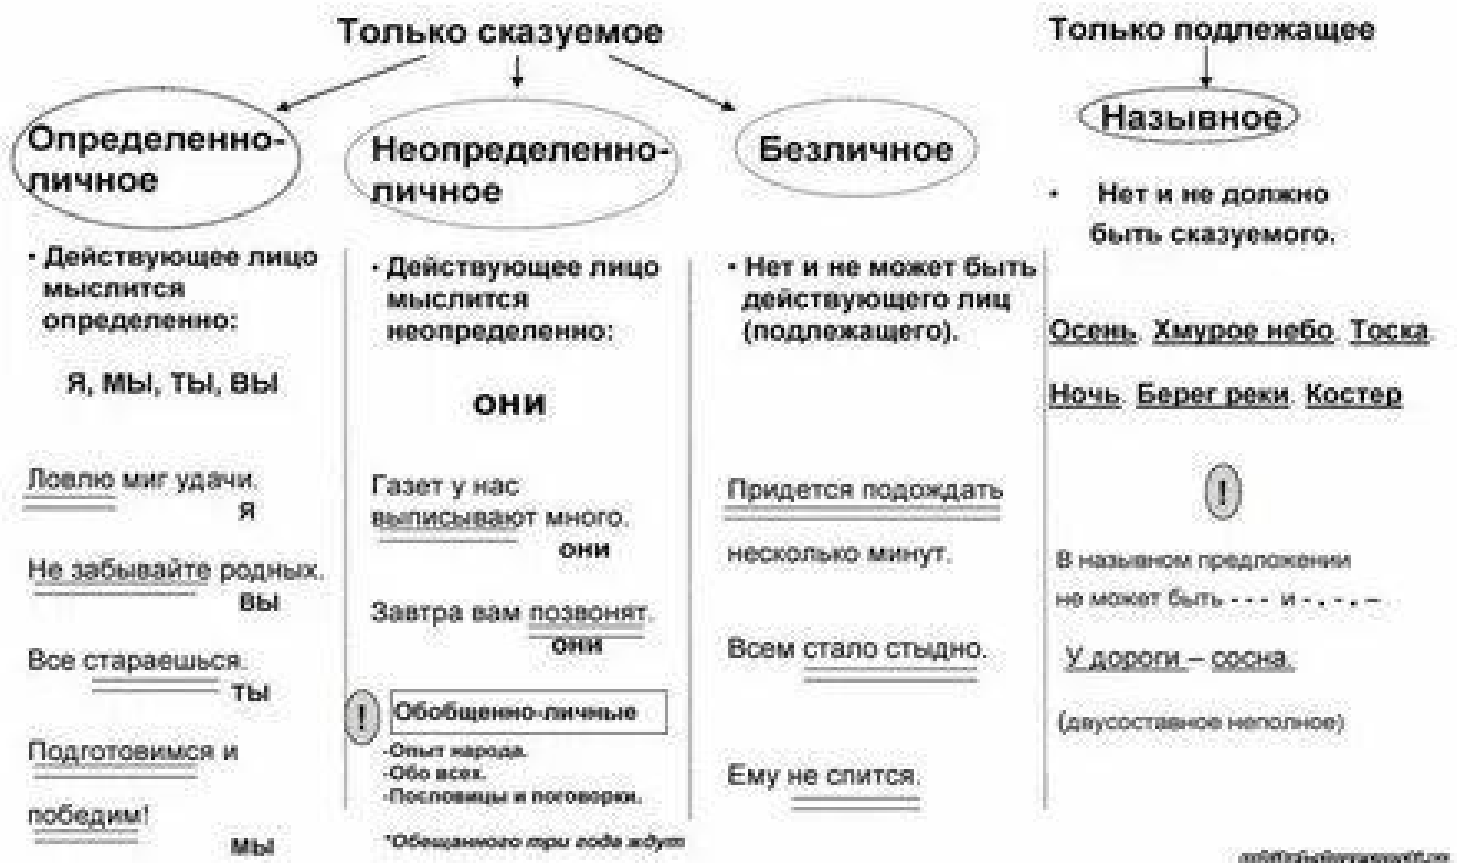 Только сказуемое
Определенно-
личное
• Действующее лицо
мыслится
определенно:
Я, МЫ, ТЫ, ВЫ
Ловлю миг удачи.
Я
Не забывайте родных.
ВЫ
Все стараешься.
ТЫ
Подготовимся и
победим!
МЫ
Неопределенно-
личное
• Действующее лицо
мыслится
неопределенно:
ОНИ
Газет у нас
выписывают много.
ОНИ
Завтра вам позвонят.
ОНИ
! Обобщенно-личные
-Опыт народа.
-Обо всех.
-Пословицы и поговорки.
*Обещанного три года ждут
Безличное
• Нет и не может быть
действующего лиц
(подлежащего).
Придется подождать
несколько минут.
Всем стало стыдно.
Ему не спится.
Только подлежащее
Назывное
• Нет и не должно
быть сказуемого.
Осень. Хмурое небо. Тоска.
Ночь. Берег реки. Костер
!
В назывном предложении
не может быть - - - и - . - . –
У дороги – сосна.
(двусоставное неполное)